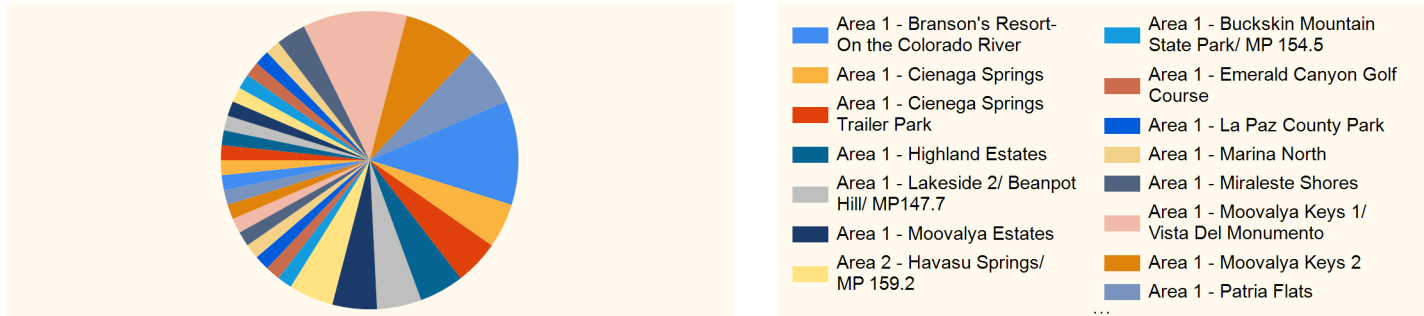 Area 1 - Branson's Resort-
On the Colorado River
Area 1 - Cienaga Springs
Area 1 - Cienega Springs
Trailer Park
Area 1 - Highland Estates
Area 1 - Lakeside 2/ Beanpot
Hill/ MP147.7
Area 1 - Moovalya Estates
Area 2 - Havasu Springs/
MP 159.2
Area 1 - Buckskin Mountain
State Park/ MP 154.5
Area 1 - Emerald Canyon Golf
Course
Area 1 - La Paz County Park
Area 1 - Marina North
Area 1 - Miraleste Shores
Area 1 - Moovalya Keys 1/
Vista Del Monumento
Area 1 - Moovalya Keys 2
Area 1 - Patria Flats
...